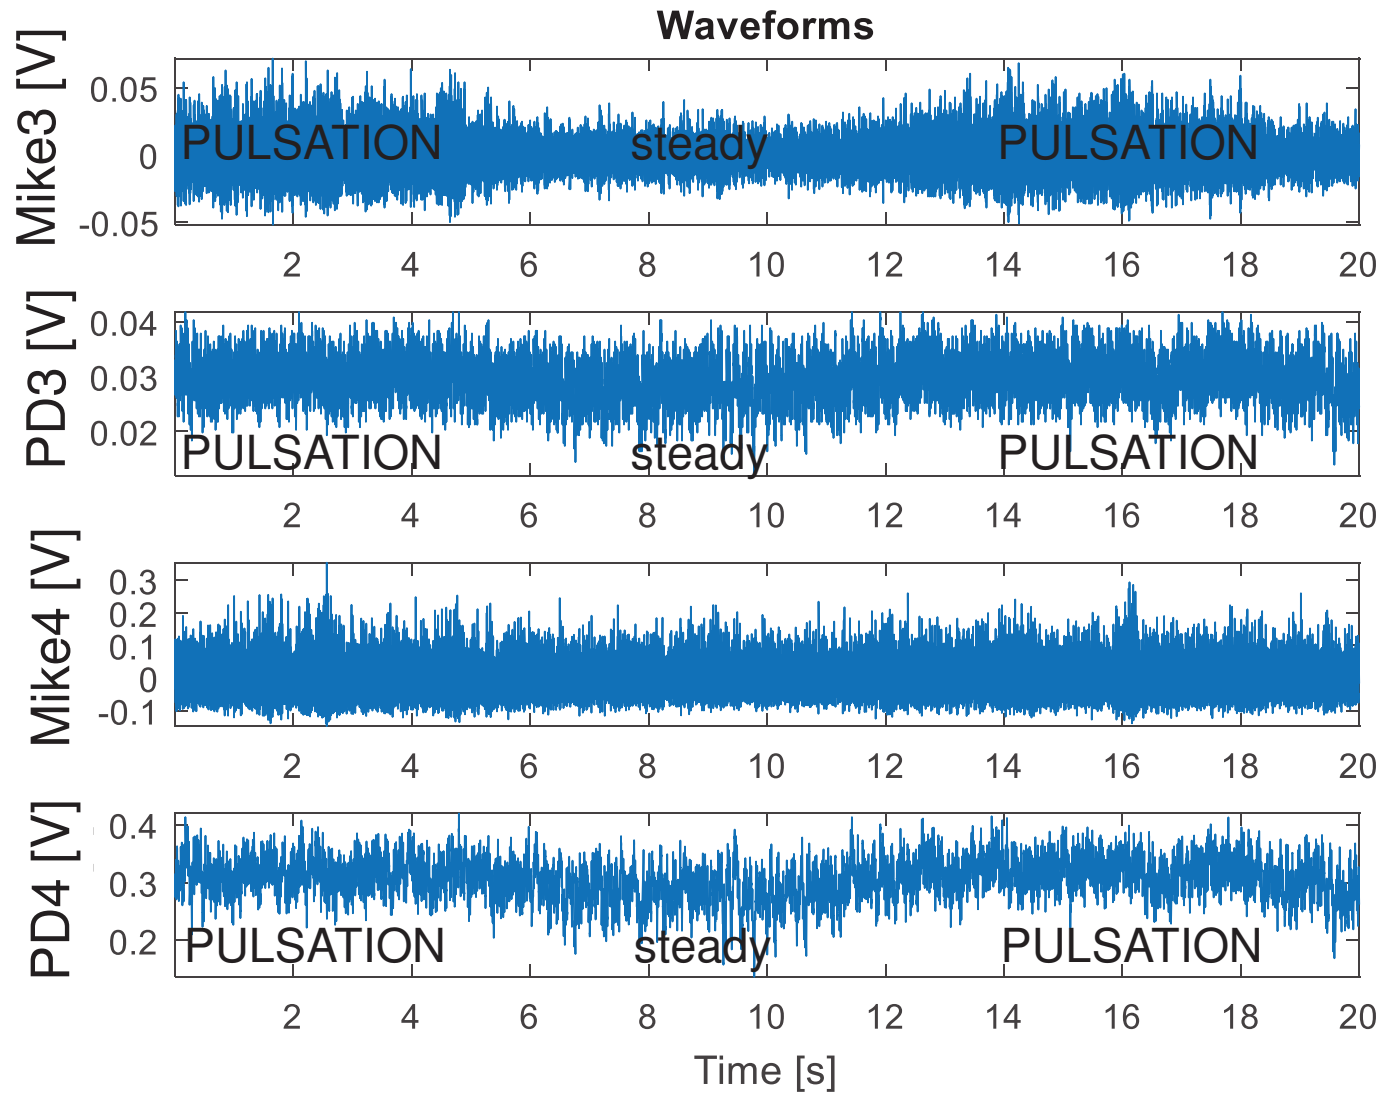 Waveforms
Mike3 [V]
0.05
0
-0.05
PULSATION steady PULSATION
2 4 6 8 10 12 14 16 18 20
PD3 [V]
0.04
0.03
0.02
PULSATION steady PULSATION
2 4 6 8 10 12 14 16 18 20
Mike4 [V]
0.3
0.2
0.1
0
-0.1
2 4 6 8 10 12 14 16 18 20
PD4 [V]
0.4
0.3
0.2
PULSATION steady PULSATION
2 4 6 8 10 12 14 16 18 20
Time [s]